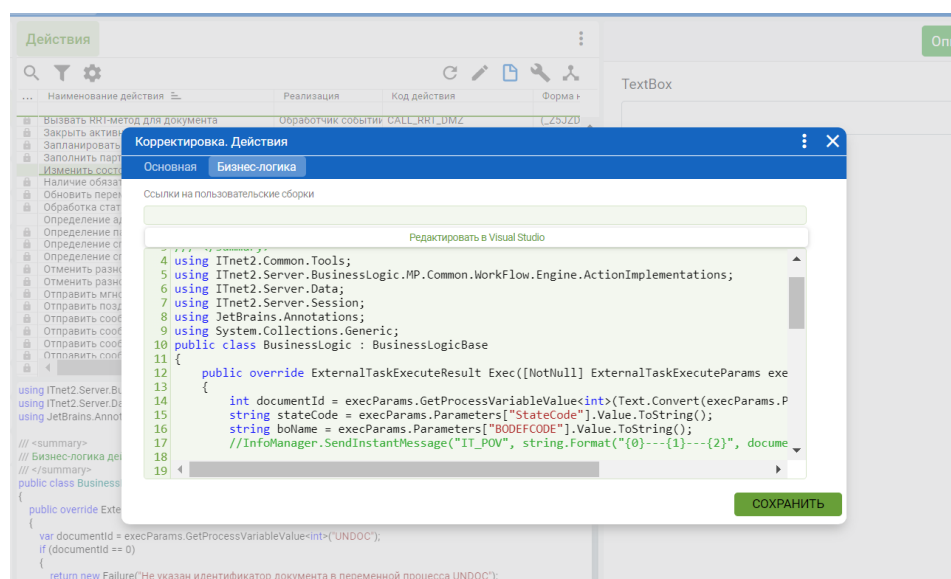 Действия
Оп
... Наименование действия Реализация Код действия Форма н
TextBox
Вызвать RRT-метод для документа Обработчик событий CALL_RRT_DMZ (_Z5JZD
Закрыть активн
Запланировать
Заполнить парт
Изменить состо
Наличие обязат
Обновить перем
Обработка стат
Определение ад
Определение п
Определение сп
Определение сп
Отменить разно
Отменить разно
Отправить мгно
Отправить позд
Отправить сооб
Отправить сооб
Отправить сооб
Отправить сооб
Корректировка. Действия
Основная Бизнес-логика
Ссылки на пользовательские сборки
Редактировать в Visual Studio
3 /// </summary>
4 using ITnet2.Common.Tools;
5 using ITnet2.Server.BusinessLogic.MP.Common.WorkFlow.Engine.ActionImplementations;
6 using ITnet2.Server.Data;
7 using ITnet2.Server.Session;
8 using JetBrains.Annotations;
9 using System.Collections.Generic;
10 public class BusinessLogic : BusinessLogicBase
11 {
12 public override ExternalTaskExecuteResult Exec([NotNull] ExternalTaskExecuteParams exe
13 {
14 int documentId = execParams.GetProcessVariableValue<int>(Text.Convert(execParams.P
15 string stateCode = execParams.Parameters["StateCode"].Value.ToString();
16 string boName = execParams.Parameters["BODEFCODE"].Value.ToString();
17 //InfoManager.SendInstantMessage("IT_POV", string.Format("{0}---{1}---{2}", docume
18
19
СОХРАНИТЬ
using ITnet2.Server.Bu
using ITnet2.Server.Da
using JetBrains.Annot
/// <summary>
/// Бизнес-логика дей
/// </summary>
public class Business
{
public override Exte
{
var documentId = execParams.GetProcessVariableValue<int>("UNDOC");
if (documentId == 0)
{
return new Failure("Не указан идентификатор документа в переменной процесса UNDOC");